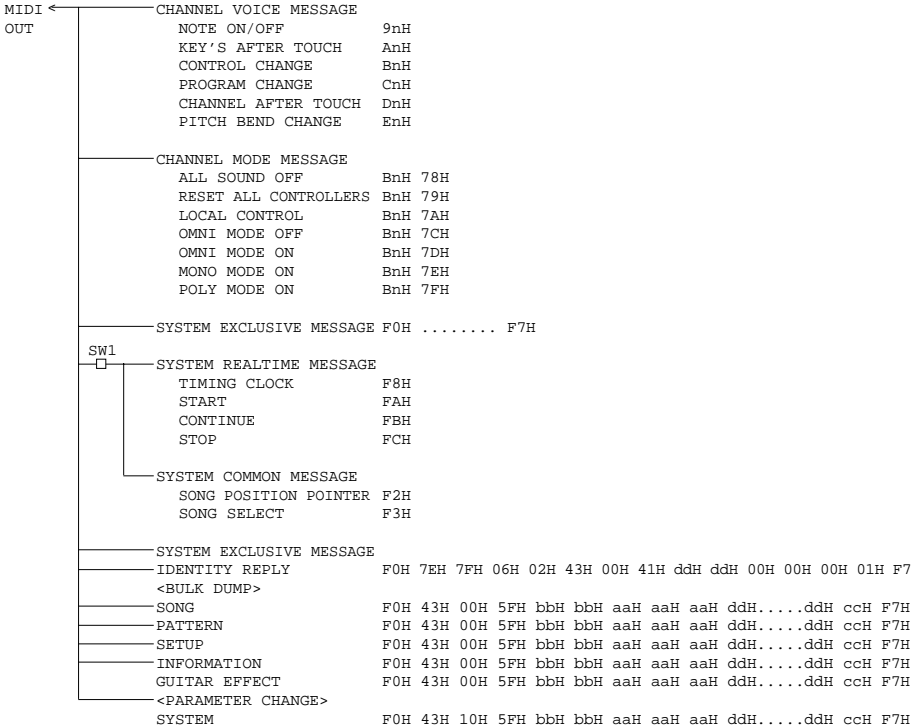 MIDI CHANNEL VOICE MESSAGE
OUT NOTE ON/OFF 9nH
KEY'S AFTER TOUCH AnH
CONTROL CHANGE BnH
PROGRAM CHANGE CnH
CHANNEL AFTER TOUCH DnH
PITCH BEND CHANGE EnH
CHANNEL MODE MESSAGE
ALL SOUND OFF BnH 78H
RESET ALL CONTROLLERS BnH 79H
LOCAL CONTROL BnH 7AH
OMNI MODE OFF BnH 7CH
OMNI MODE ON BnH 7DH
MONO MODE ON BnH 7EH
POLY MODE ON BnH 7FH
SYSTEM EXCLUSIVE MESSAGE F0H ........ F7H
SW1
SYSTEM REALTIME MESSAGE
TIMING CLOCK F8H
START FAH
CONTINUE FBH
STOP FCH
SYSTEM COMMON MESSAGE
SONG POSITION POINTER F2H
SONG SELECT F3H
SYSTEM EXCLUSIVE MESSAGE
IDENTITY REPLY F0H 7EH 7FH 06H 02H 43H 00H 41H ddH ddH 00H 00H 00H 01H F7
<BULK DUMP>
SONG F0H 43H 00H 5FH bbH bbH aaH aaH aaH ddH.....ddH ccH F7H
PATTERN F0H 43H 00H 5FH bbH bbH aaH aaH aaH ddH.....ddH ccH F7H
SETUP F0H 43H 00H 5FH bbH bbH aaH aaH aaH ddH.....ddH ccH F7H
INFORMATION F0H 43H 00H 5FH bbH bbH aaH aaH aaH ddH.....ddH ccH F7H
GUITAR EFFECT F0H 43H 00H 5FH bbH bbH aaH aaH aaH ddH.....ddH ccH F7H
<PARAMETER CHANGE>
SYSTEM F0H 43H 10H 5FH bbH bbH aaH aaH aaH ddH.....ddH ccH F7H